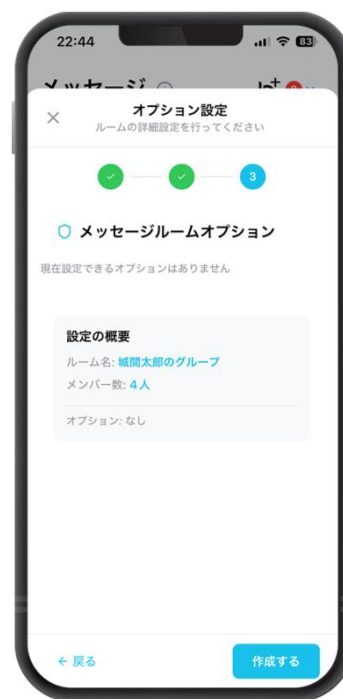 22:44
83
メッセージ
オプション設定
ルームの詳細設定を行ってください
3
メッセージルームオプション
現在設定できるオプションはありません
設定の概要
ルーム名: 城間太郎のグループ
メンバー数: 4人
オプション: なし
← 戻る
作成する